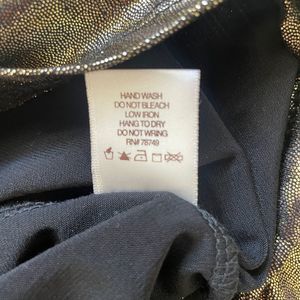 HAND WASH
DO NOT BLEACH
LOW IRON
HANG TO DRY
DO NOT WRING
RN# 78749